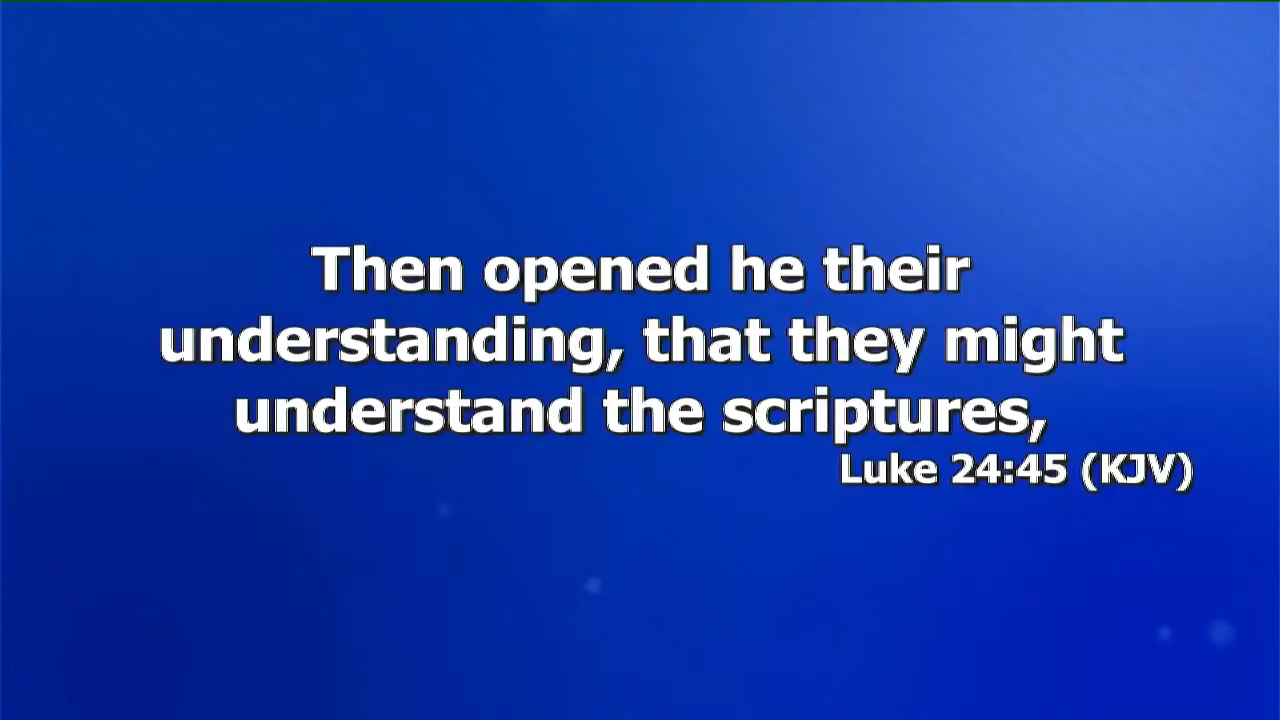 Then opened he their
understanding, that they might
understand the scriptures,
Luke 24:45 (KJV)